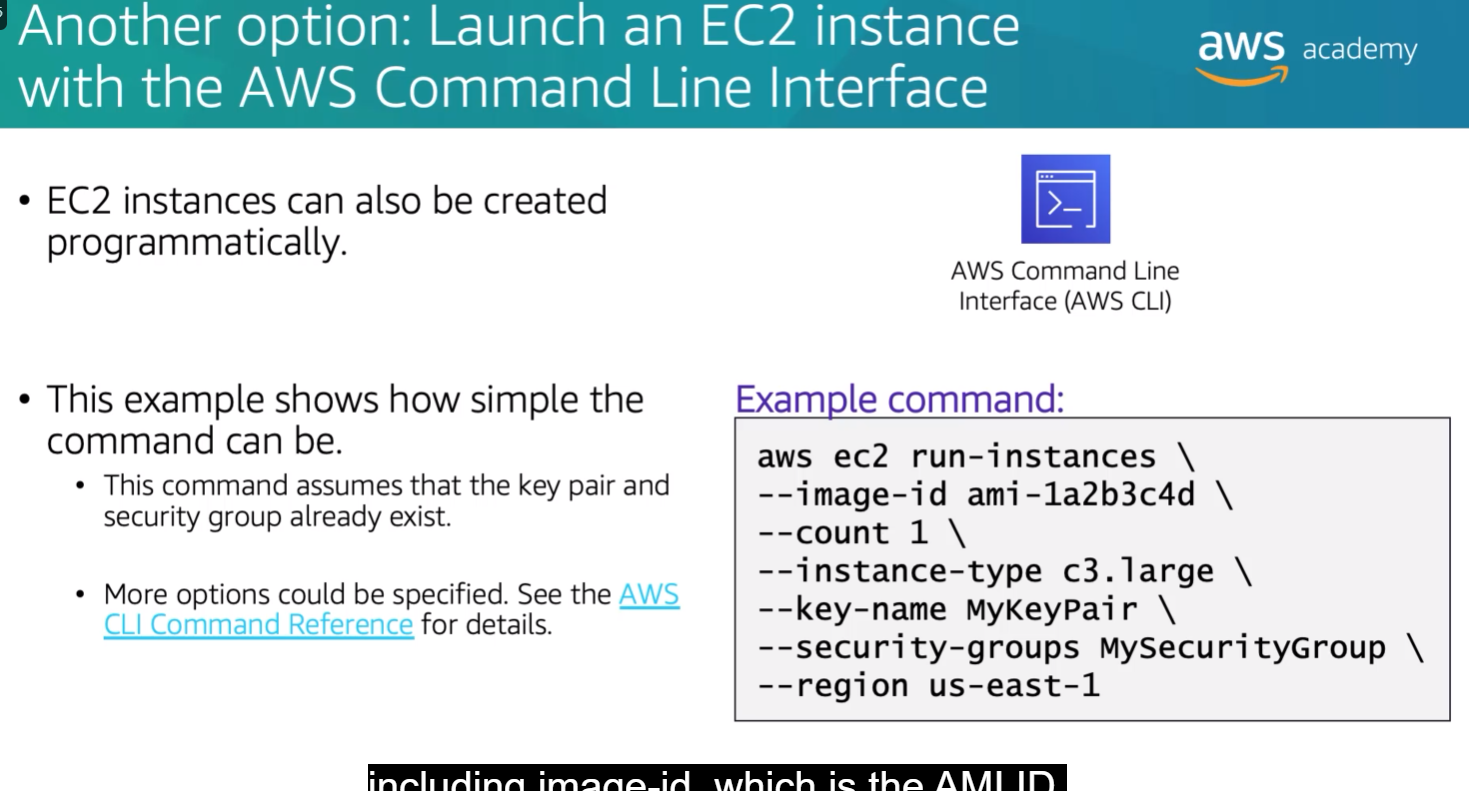 Another option: Launch an EC2 instance
with the AWS Command Line Interface
aws academy
• EC2 instances can also be created
programmatically.
AWS Command Line
Interface (AWS CLI)
• This example shows how simple the
command can be.
• This command assumes that the key pair and
security group already exist.
• More options could be specified. See the AWS
CLI Command Reference for details.
Example command:
aws ec2 run-instances \
--image-id ami-1a2b3c4d \
--count 1 \
--instance-type c3.large \
--key-name MyKeyPair \
--security-groups MySecurityGroup \
--region us-east-1
including image-id, which is the AMI ID